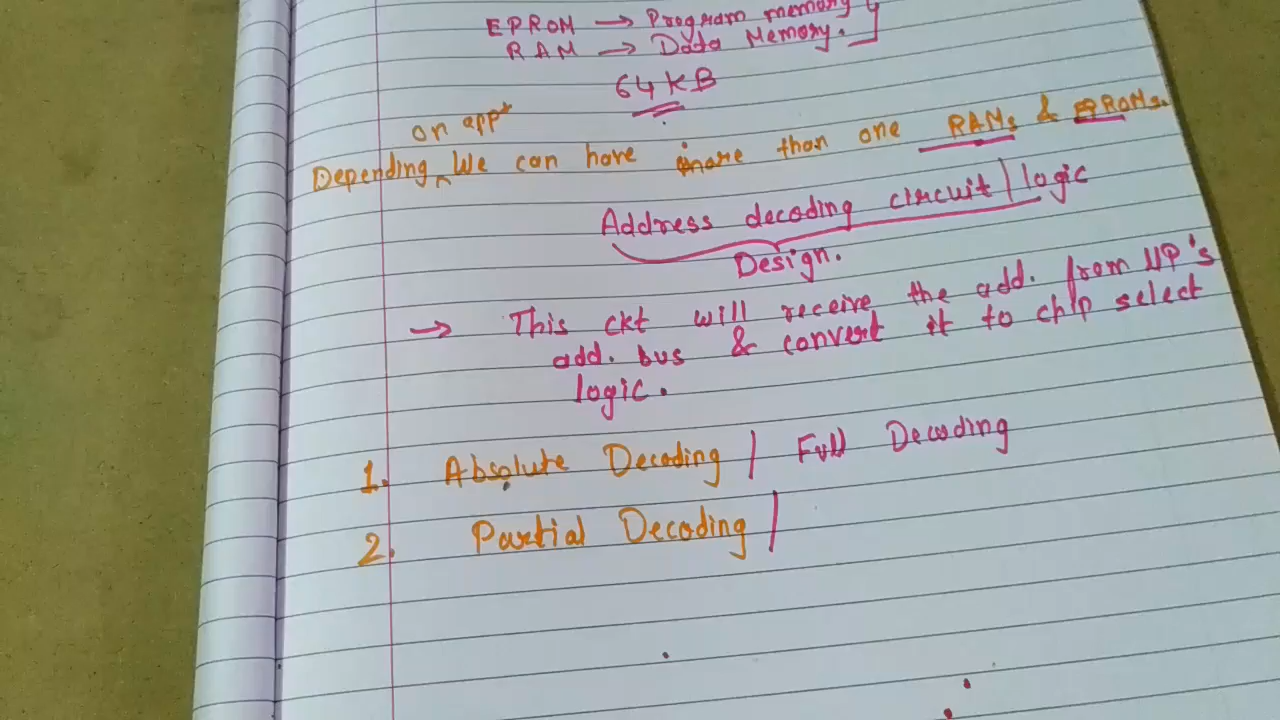 EPROM → Program memory
RAM → Data Memory.
64 KB
on appⁿ
Depending ^ We can have more than one RAMs & EPROMs.
Address decoding circuit | logic
Design.
→ This ckt will receive the add. from UP's
add. bus & convert it to chip select
logic.
1. Absolute Decoding | Full Decoding
2. Partial Decoding |